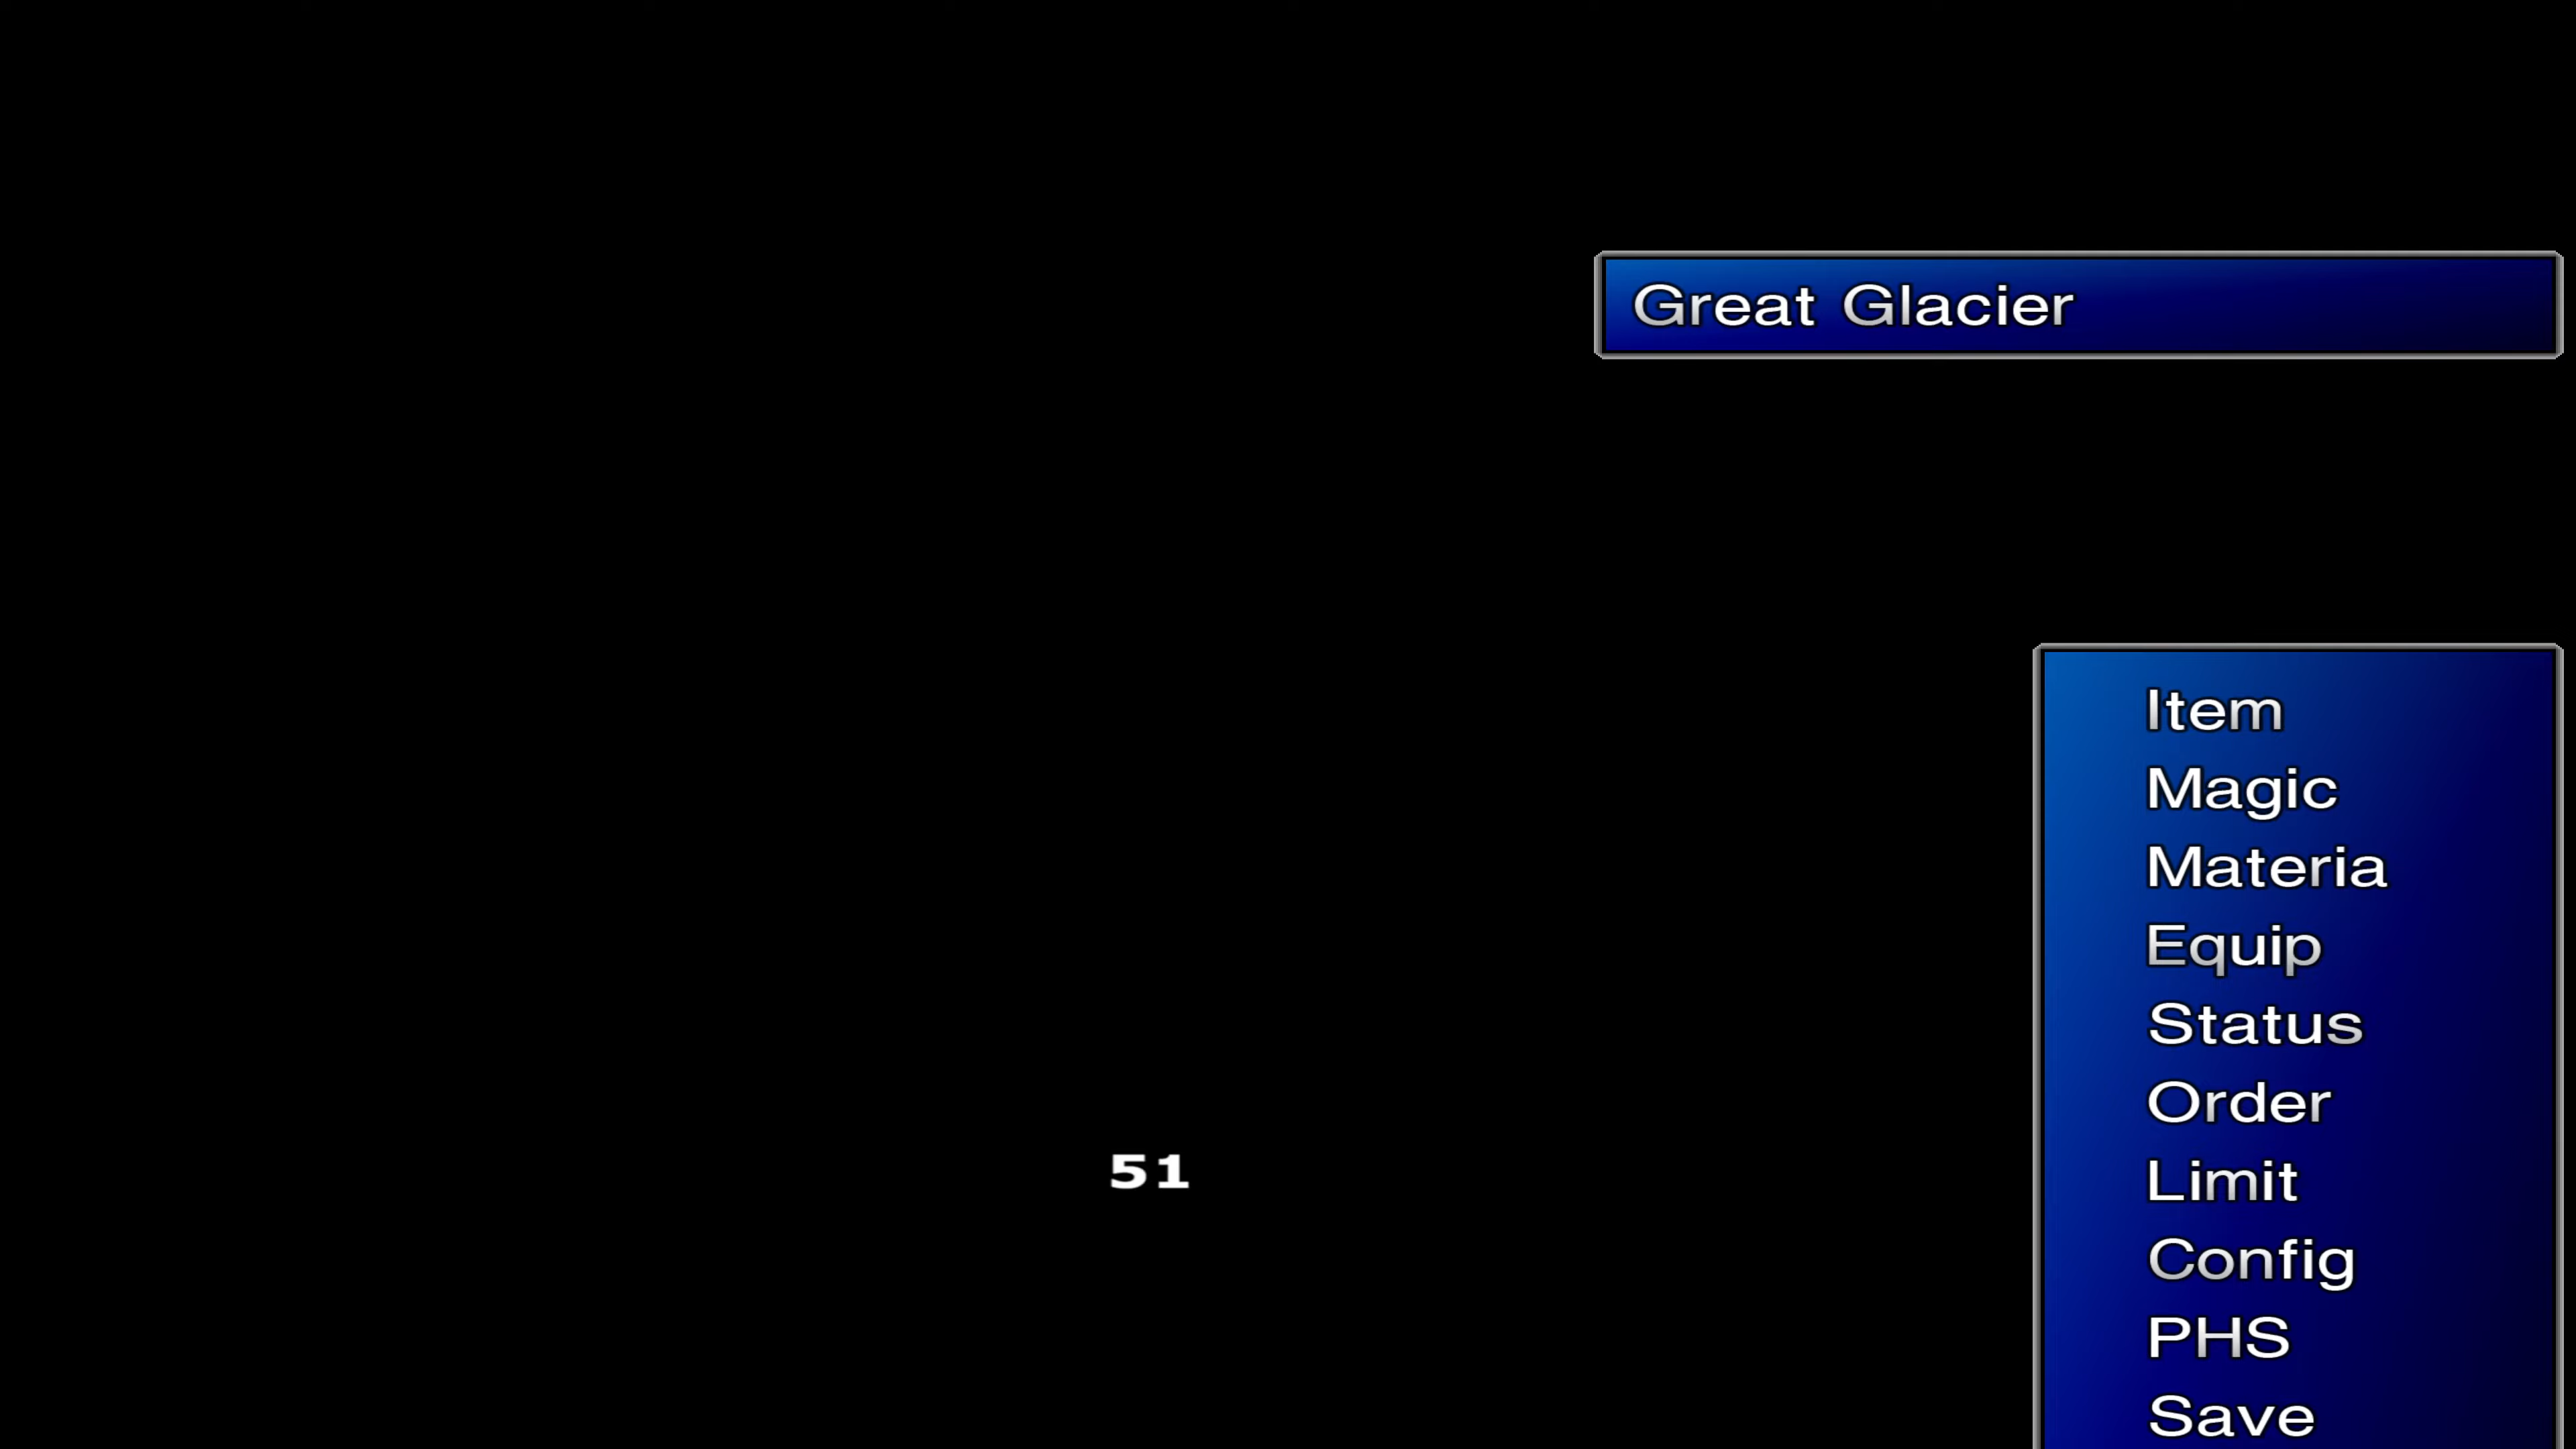 Great Glacier
Item
Magic
Materia
Equip
Status
Order
51
Limit
Config
PHS
Save